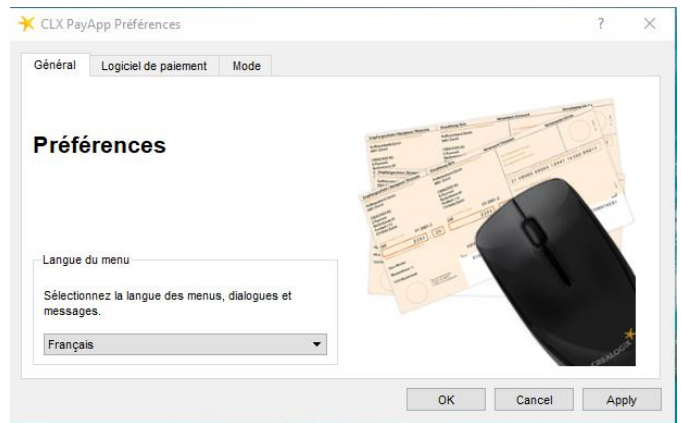 CLX PayApp Préférences
? ×
Général Logiciel de paiement Mode
Préférences
Langue du menu
Sélectionnez la langue des menus, dialogues et
messages.
Français
CREALOGIX
OK Cancel Apply